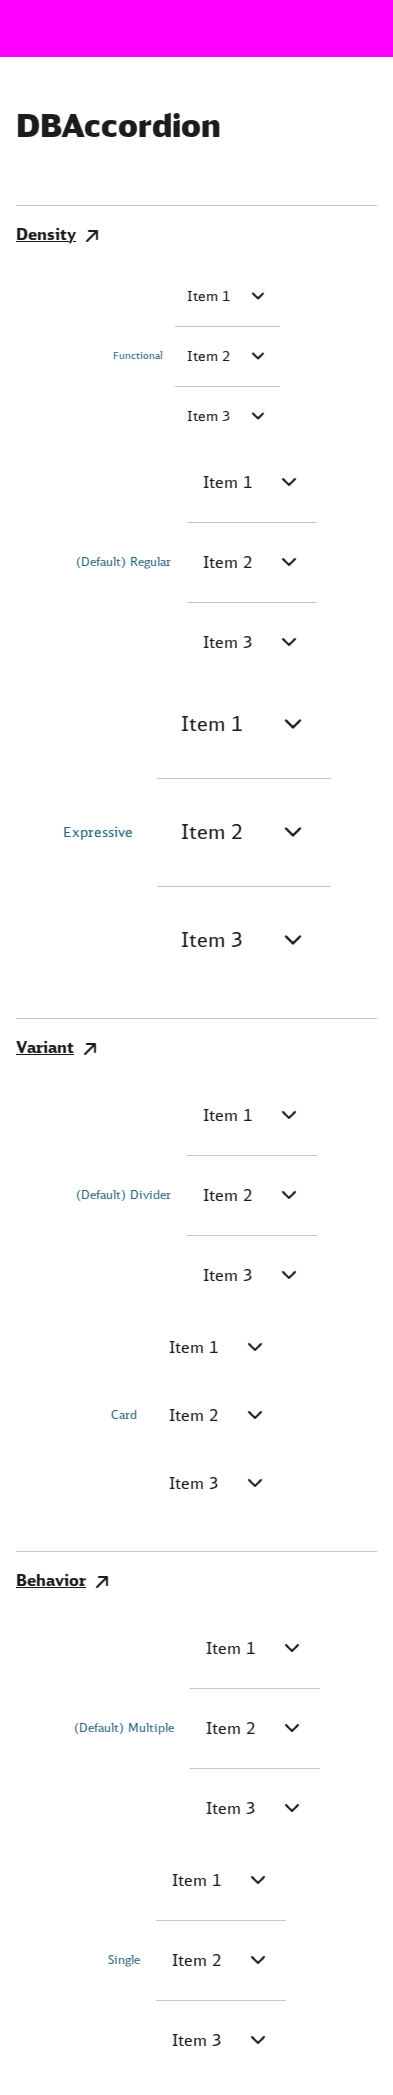 DBAccordion
Density
Item 1
Functional Item 2
Item 3
Item 1
(Default) Regular Item 2
Item 3
Item 1
Expressive Item 2
Item 3
Variant
Item 1
(Default) Divider Item 2
Item 3
Item 1
Card Item 2
Item 3
Behavior
Item 1
(Default) Multiple Item 2
Item 3
Item 1
Single Item 2
Item 3